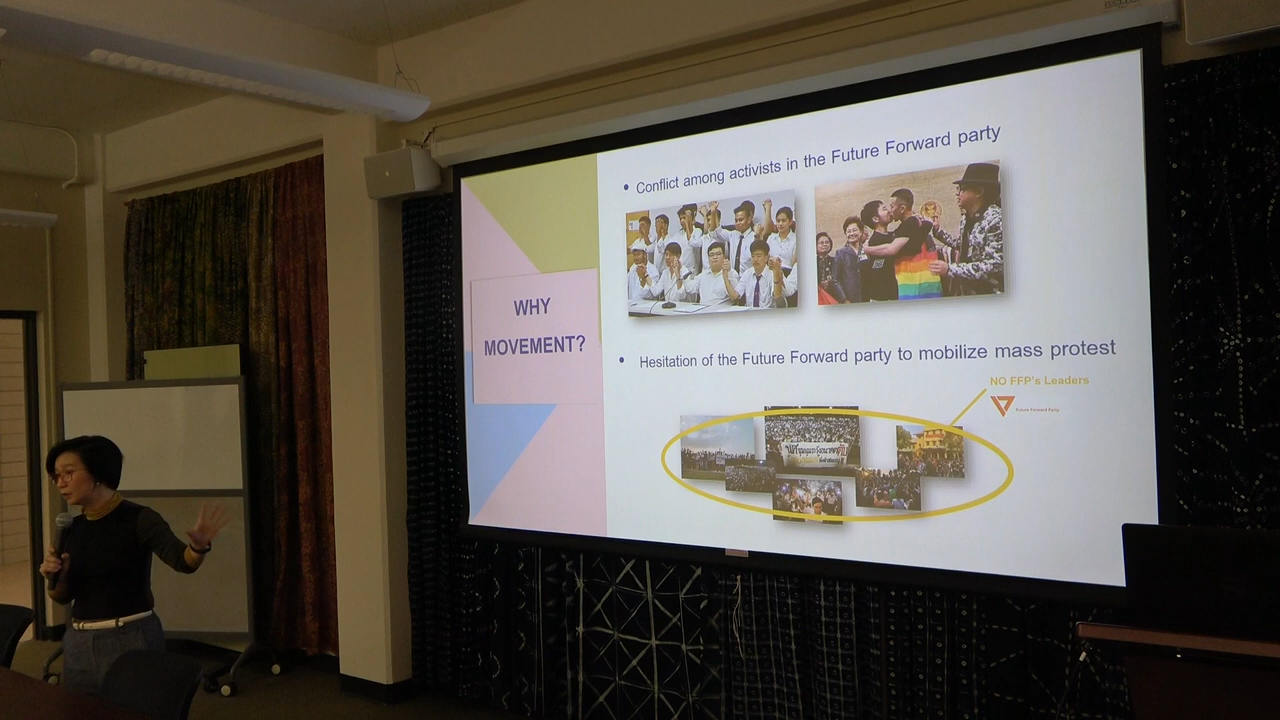 WHY
MOVEMENT?
• Conflict among activists in the Future Forward party
• Hesitation of the Future Forward party to mobilize mass protest
NO FFP's Leaders
Future Forward Party